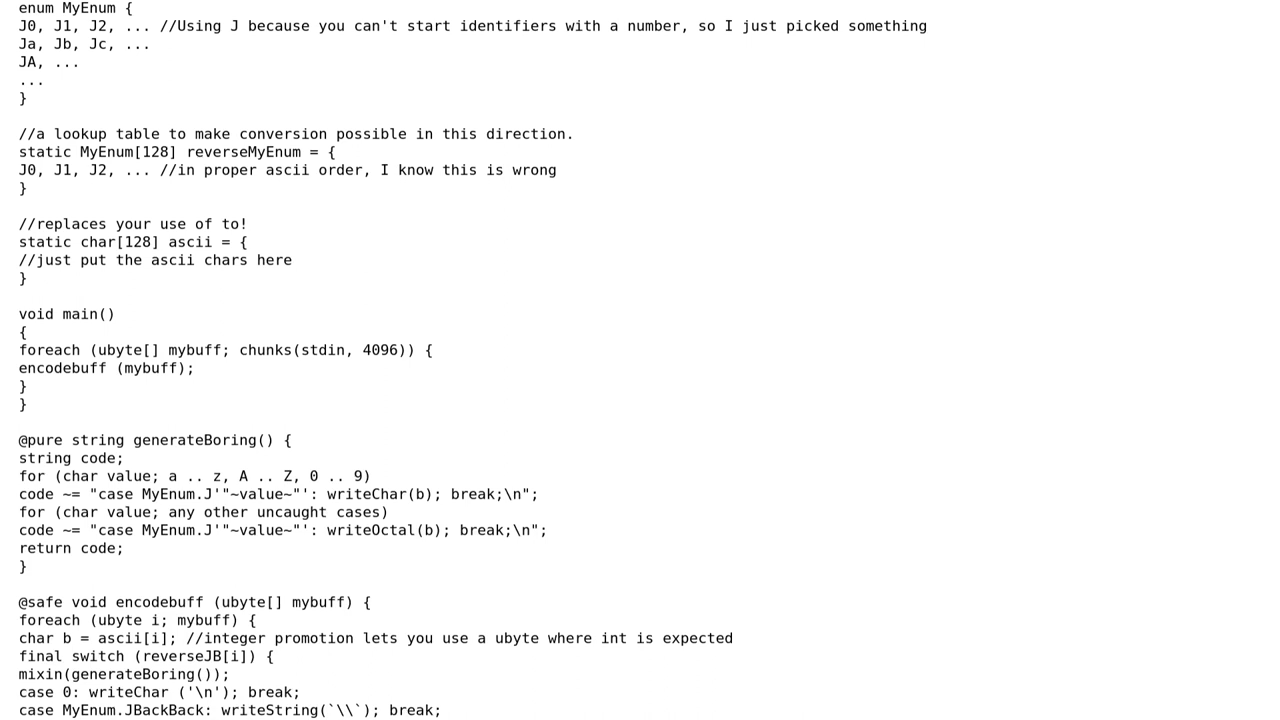 enum MyEnum {
J0, J1, J2, ... //Using J because you can't start identifiers with a number, so I just picked something
Ja, Jb, Jc, ...
JA, ...
...
}

//a lookup table to make conversion possible in this direction.
static MyEnum[128] reverseMyEnum = {
J0, J1, J2, ... //in proper ascii order, I know this is wrong
}

//replaces your use of to!
static char[128] ascii = {
//just put the ascii chars here
}

void main()
{
foreach (ubyte[] mybuff; chunks(stdin, 4096)) {
encodebuff (mybuff);
}
}

@pure string generateBoring() {
string code;
for (char value; a .. z, A .. Z, 0 .. 9)
code ~= "case MyEnum.J'"~value~"': writeChar(b); break;\n";
for (char value; any other uncaught cases)
code ~= "case MyEnum.J'"~value~"': writeOctal(b); break;\n";
return code;
}

@safe void encodebuff (ubyte[] mybuff) {
foreach (ubyte i; mybuff) {
char b = ascii[i]; //integer promotion lets you use a ubyte where int is expected
final switch (reverseJB[i]) {
mixin(generateBoring());
case 0: writeChar ('\n'); break;
case MyEnum.JBackBack: writeString(`\\`); break;